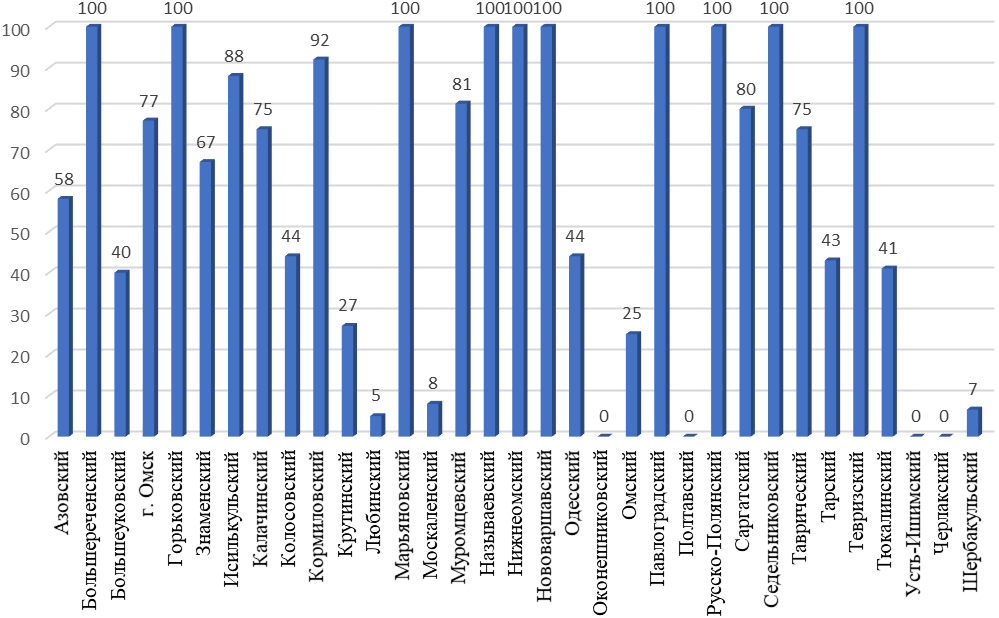 100 100 100 100 100 100 100 100 100 100
100
92
90
88
81
80
80
77
75
75
70
67
60
58
50
44
44
43
41
40
40
30
27
25
20
10
8
7
5
0
0
0
0
0
Азовский
Большереченский
Большеуковский
г. Омск
Горьковский
Знаменский
Исилькульский
Калачинский
Колосовский
Кормиловский
Крутинский
Любинский
Марьяновский
Москаленский
Муромцевский
Называевский
Нижнеомский
Нововаршавский
Одесский
Оконешниковский
Омский
Павлоградский
Полтавский
Русско-Полянский
Саргатский
Седельниковский
Таврический
Тарский
Тевризский
Тюкалинский
Усть-Ишимский
Черлакский
Шербакульский